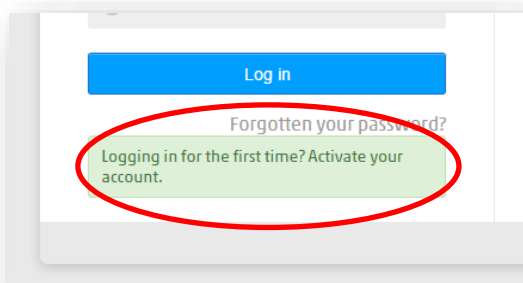 Log in
Forgotten your password?
Logging in for the first time? Activate your
account.